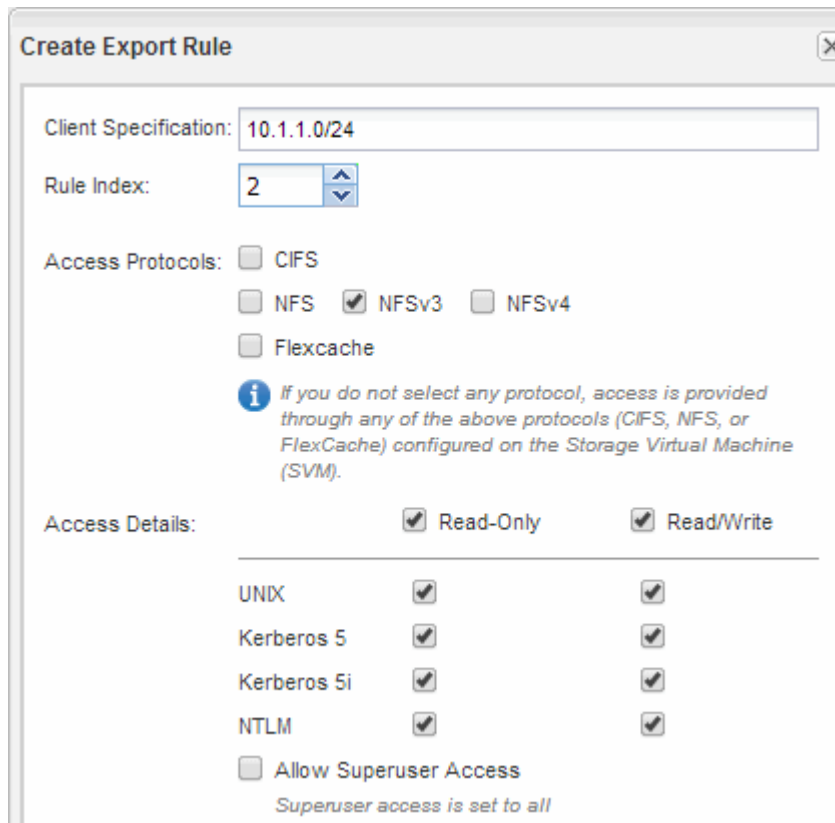 Create Export Rule
Client Specification: 10.1.1.0/24
Rule Index: 2
Access Protocols: CIFS
NFS NFSv3 NFSv4
Flexcache
If you do not select any protocol, access is provided
through any of the above protocols (CIFS, NFS, or
FlexCache) configured on the Storage Virtual Machine
(SVM).
Access Details: Read-Only Read/Write
UNIX
Kerberos 5
Kerberos 5i
NTLM
Allow Superuser Access
Superuser access is set to all